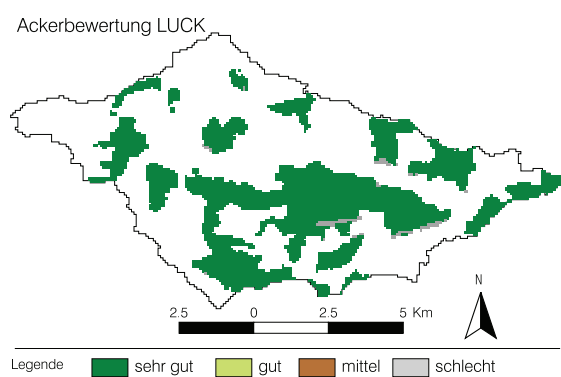 Ackerbewertung LUCK
N
2.5 0 2.5 5 Km
Legende sehr gut gut mittel schlecht